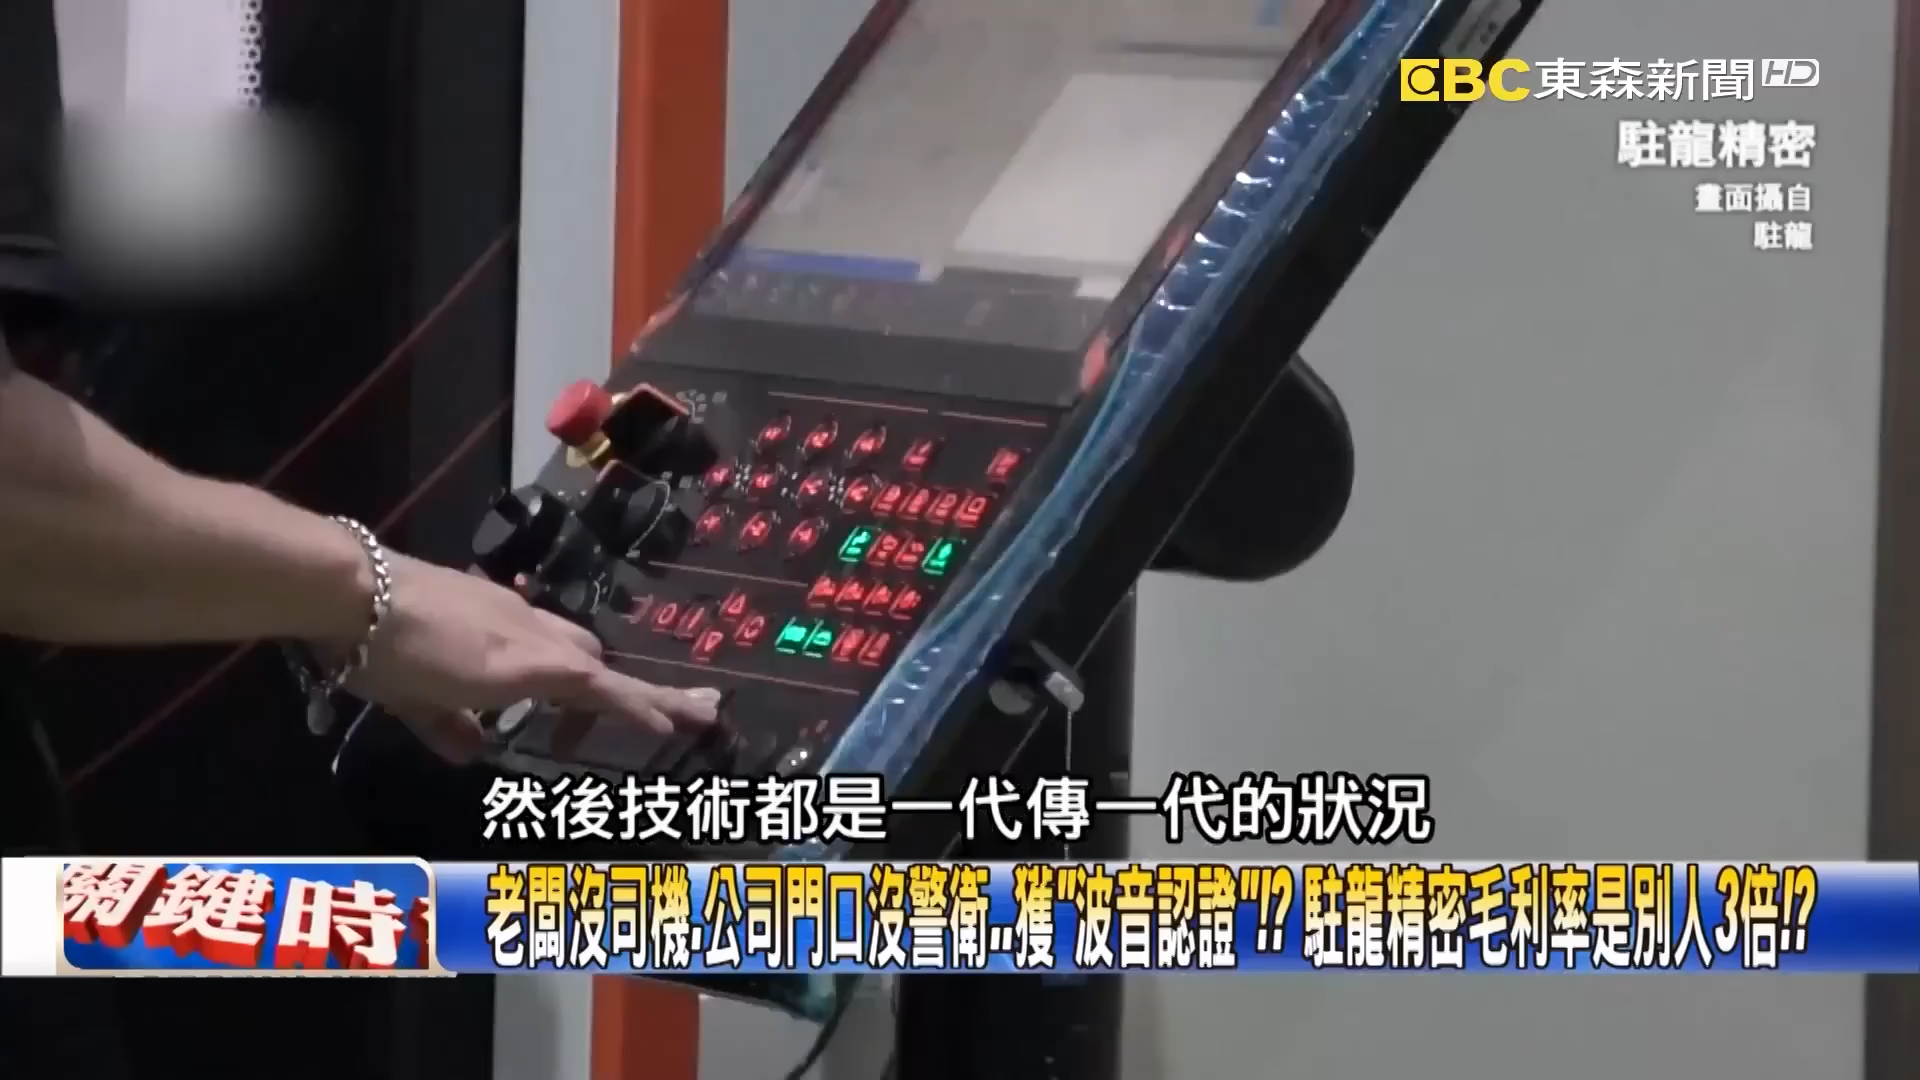 EBC東森新聞HD
駐龍精密
畫面攝自
駐龍
然後技術都是一代傳一代的狀況
關鍵時
老闆沒司機,公司門口沒警衛...獲"波音認證"!? 駐龍精密毛利率是別人3倍!?